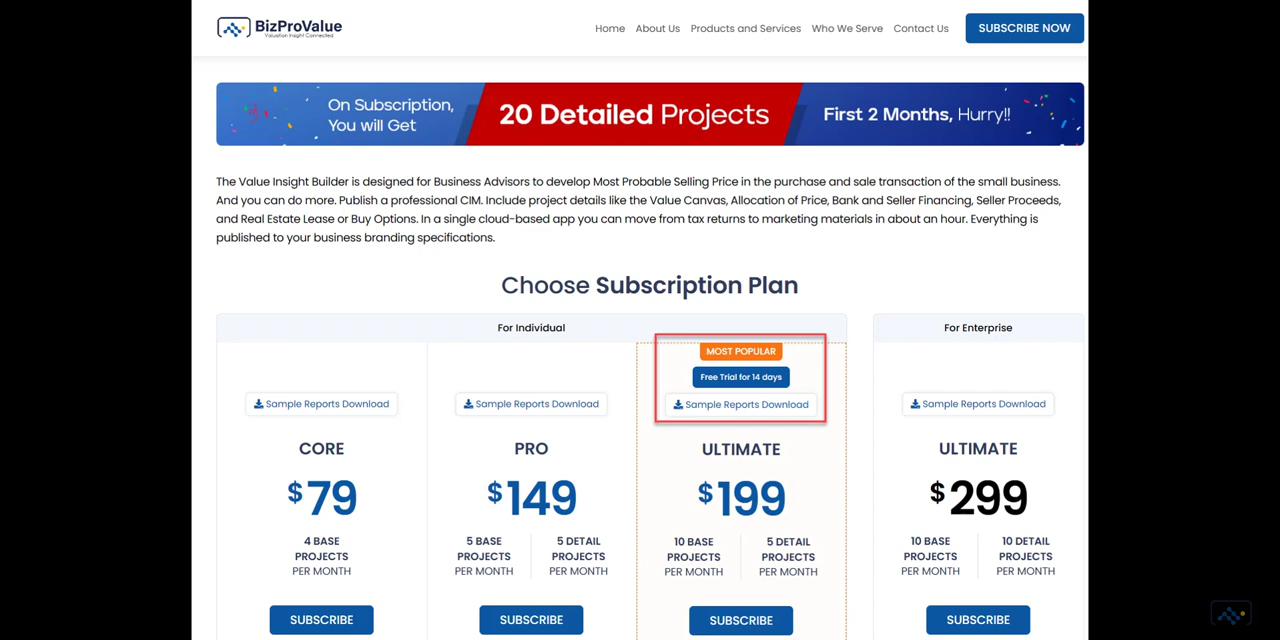 BizProValue
Valuation Insight Connected
Home About Us Products and Services Who We Serve Contact Us SUBSCRIBE NOW
On Subscription,
You will Get
20 Detailed Projects
First 2 Months, Hurry!!
The Value Insight Builder is designed for Business Advisors to develop Most Probable Selling Price in the purchase and sale transaction of the small business.
And you can do more. Publish a professional CIM. Include project details like the Value Canvas, Allocation of Price, Bank and Seller Financing, Seller Proceeds,
and Real Estate Lease or Buy Options. In a single cloud-based app you can move from tax returns to marketing materials in about an hour. Everything is
published to your business branding specifications.
Choose Subscription Plan
For Individual
Sample Reports Download
CORE
$79
4 BASE
PROJECTS
PER MONTH
SUBSCRIBE
Sample Reports Download
PRO
$149
5 BASE
PROJECTS
PER MONTH
5 DETAIL
PROJECTS
PER MONTH
SUBSCRIBE
MOST POPULAR
Free Trial for 14 days
Sample Reports Download
ULTIMATE
$199
10 BASE
PROJECTS
PER MONTH
5 DETAIL
PROJECTS
PER MONTH
SUBSCRIBE
For Enterprise
Sample Reports Download
ULTIMATE
$299
10 BASE
PROJECTS
PER MONTH
10 DETAIL
PROJECTS
PER MONTH
SUBSCRIBE